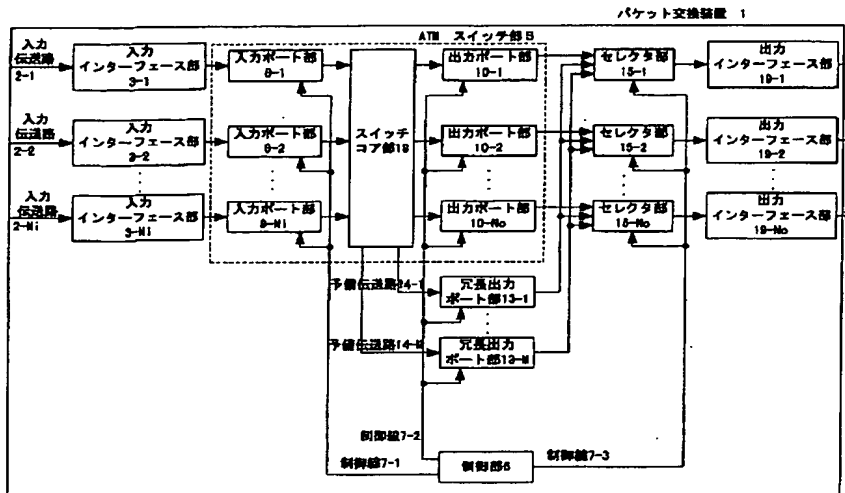 パケット交換装置 1
ATM スイッチ部5
入力
伝送路
2-1
入力
インターフェース部
3-1
入力ポート部
8-1
出力ポート部
10-1
セレクタ部
15-1
出力
インターフェース部
19-1
入力
伝送路
2-2
入力
インターフェース部
3-2
入力ポート部
8-2
スイッチ
コア部18
出力ポート部
10-2
セレクタ部
15-2
出力
インターフェース部
19-2
入力
伝送路
2-Ni
入力
インターフェース部
3-Ni
入力ポート部
8-Ni
出力ポート部
10-No
セレクタ部
15-No
出力
インターフェース部
19-No
予備伝送路14-1
冗長出力
ポート部13-1
予備伝送路14-M
冗長出力
ポート部13-M
制御線7-2
制御線7-1
制御部6
制御線7-3